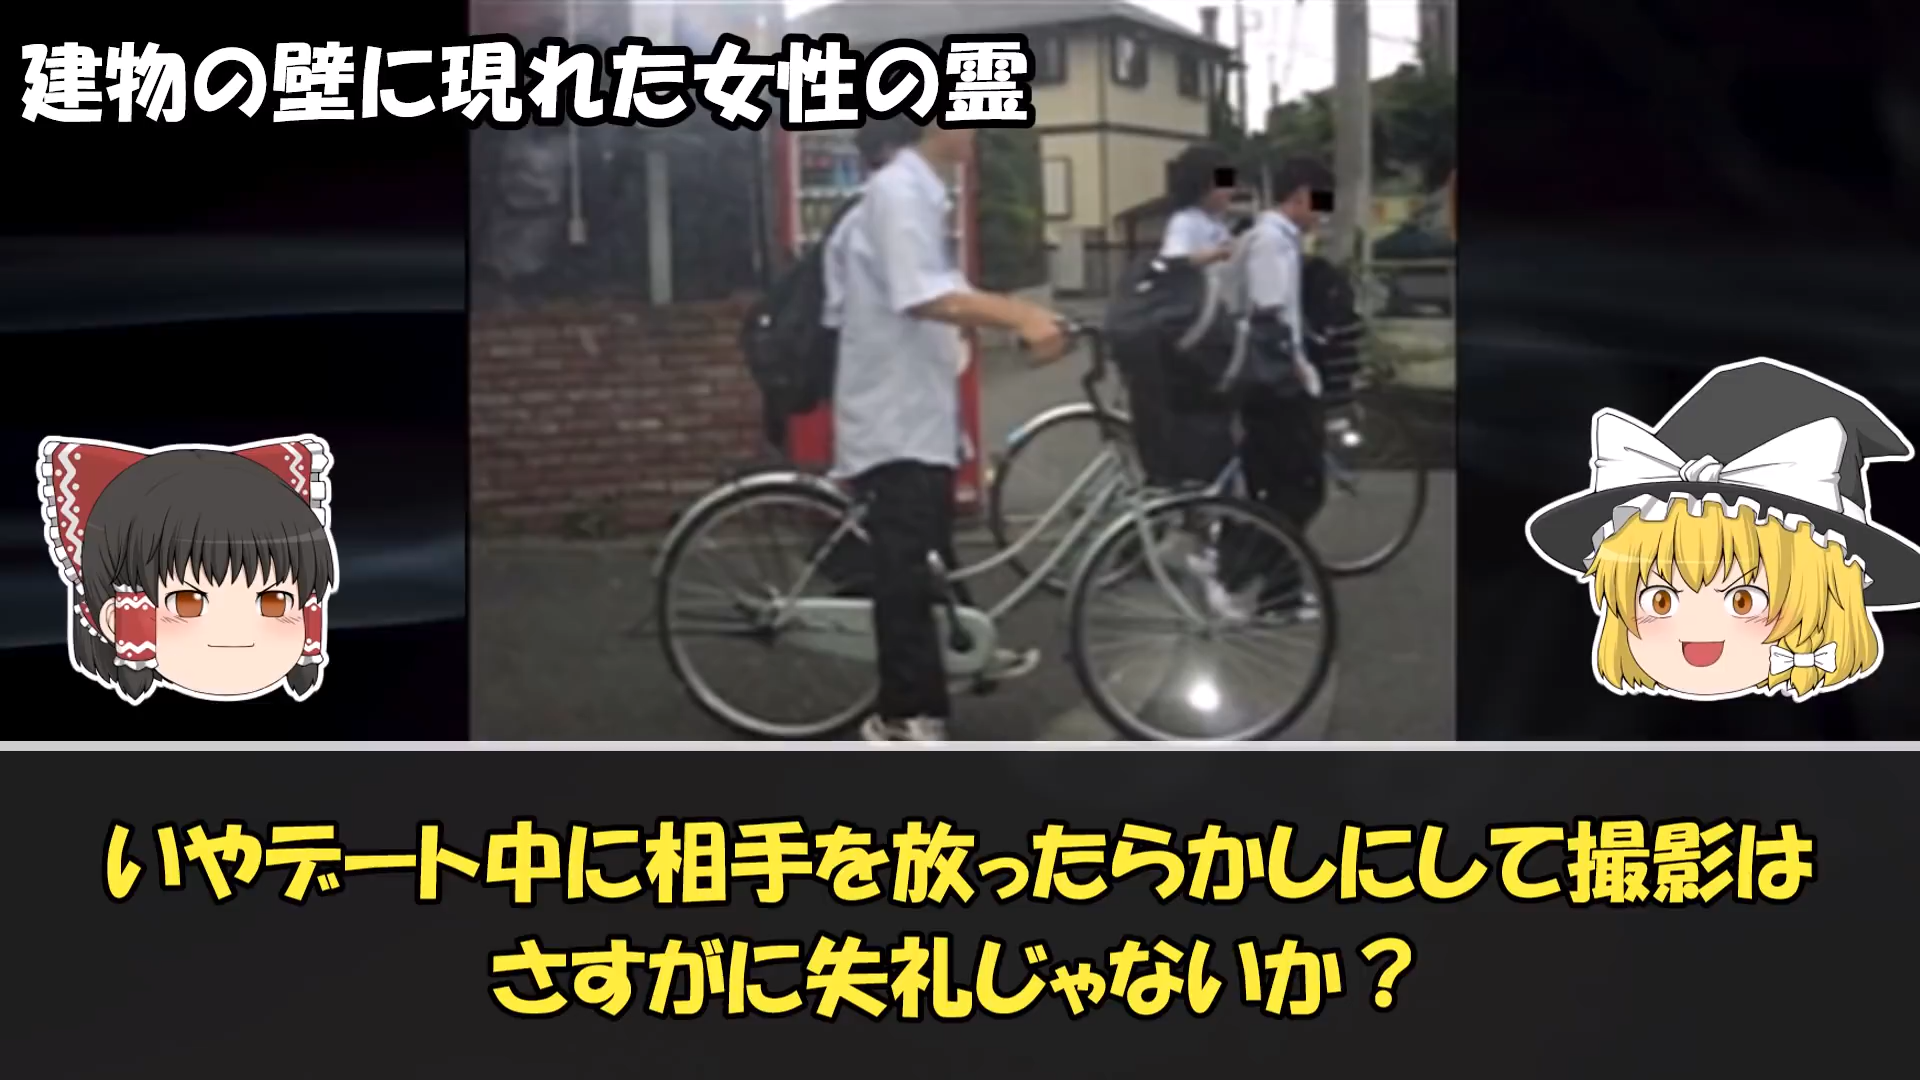 建物の壁に現れた女性の霊
いやデート中に相手を放ったらかしにして撮影は
さすがに失礼じゃないか？